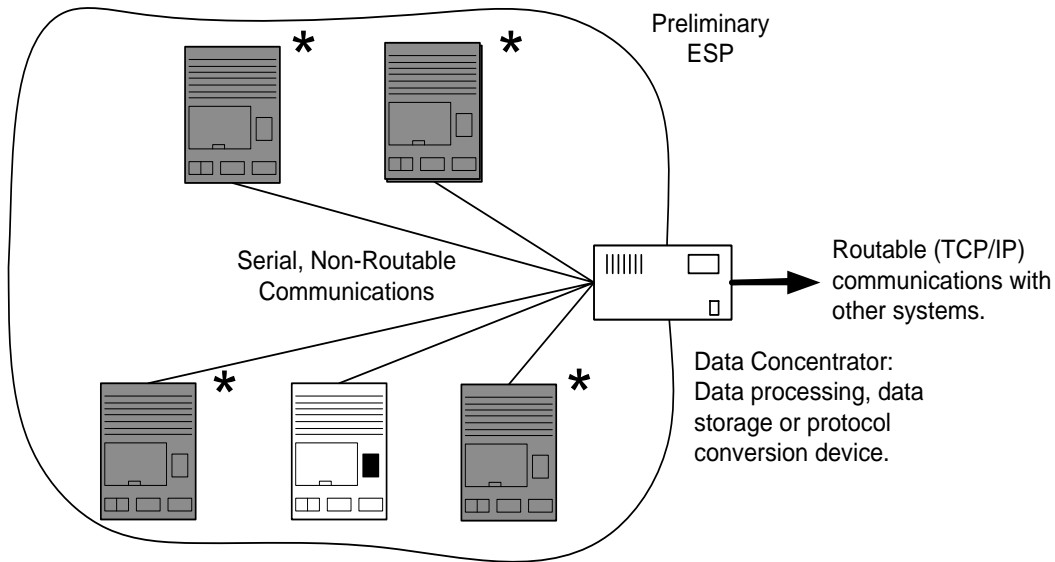 *
*
Preliminary
ESP
Serial, Non-Routable
Communications
Routable (TCP/IP)
communications with
other systems.
*
*
Data Concentrator:
Data processing, data
storage or protocol
conversion device.